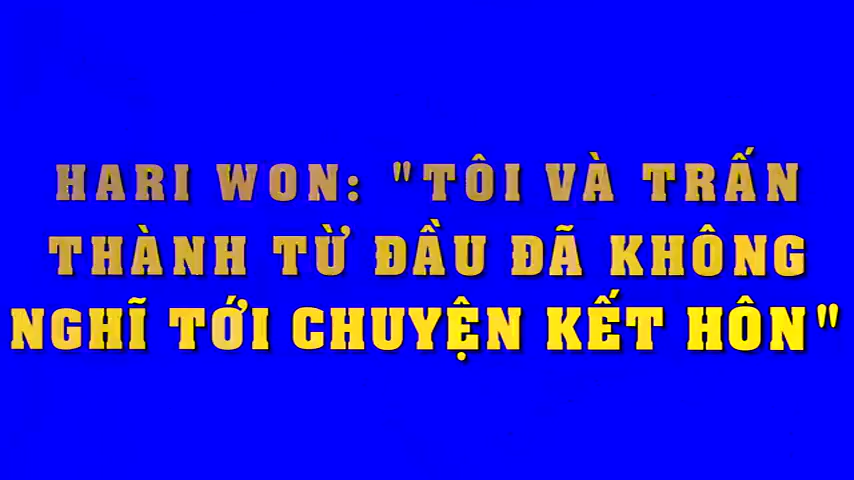 HARI WON: "TÔI VÀ TRẤN
THÀNH TỪ ĐẦU ĐÃ KHÔNG
NGHĨ TỚI CHUYỆN KẾT HÔN"